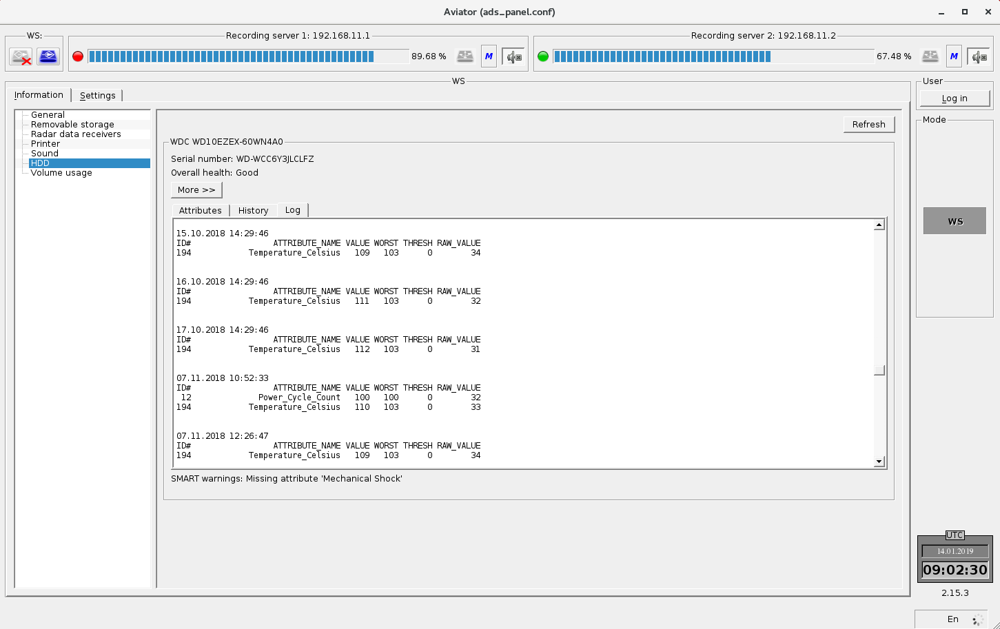 Aviator (ads_panel.conf)
WS:
Recording server 1: 192.168.11.1
Recording server 2: 192.168.11.2
89.68 %
M
67.48 %
M
WS
User
Information
Settings
Log in
General
Removable storage
Radar data receivers
Printer
Sound
HDD
Volume usage
Refresh
Mode
WS
WDC WD10EZEX-60WN4A0
Serial number: WD-WCC6Y3JLCLFZ
Overall health: Good
More >>
Attributes
History
Log
15.10.2018 14:29:46
ID# ATTRIBUTE_NAME VALUE WORST THRESH RAW_VALUE
194 Temperature_Celsius 109 103 0 34
16.10.2018 14:29:46
ID# ATTRIBUTE_NAME VALUE WORST THRESH RAW_VALUE
194 Temperature_Celsius 111 103 0 32
17.10.2018 14:29:46
ID# ATTRIBUTE_NAME VALUE WORST THRESH RAW_VALUE
194 Temperature_Celsius 112 103 0 31
07.11.2018 10:52:33
ID# ATTRIBUTE_NAME VALUE WORST THRESH RAW_VALUE
12 Power_Cycle_Count 100 100 0 32
194 Temperature_Celsius 110 103 0 33
07.11.2018 12:26:47
ID# ATTRIBUTE_NAME VALUE WORST THRESH RAW_VALUE
194 Temperature_Celsius 109 103 0 34
SMART warnings: Missing attribute 'Mechanical Shock'
UTC
14.01.2019
09:02:30
2.15.3
En